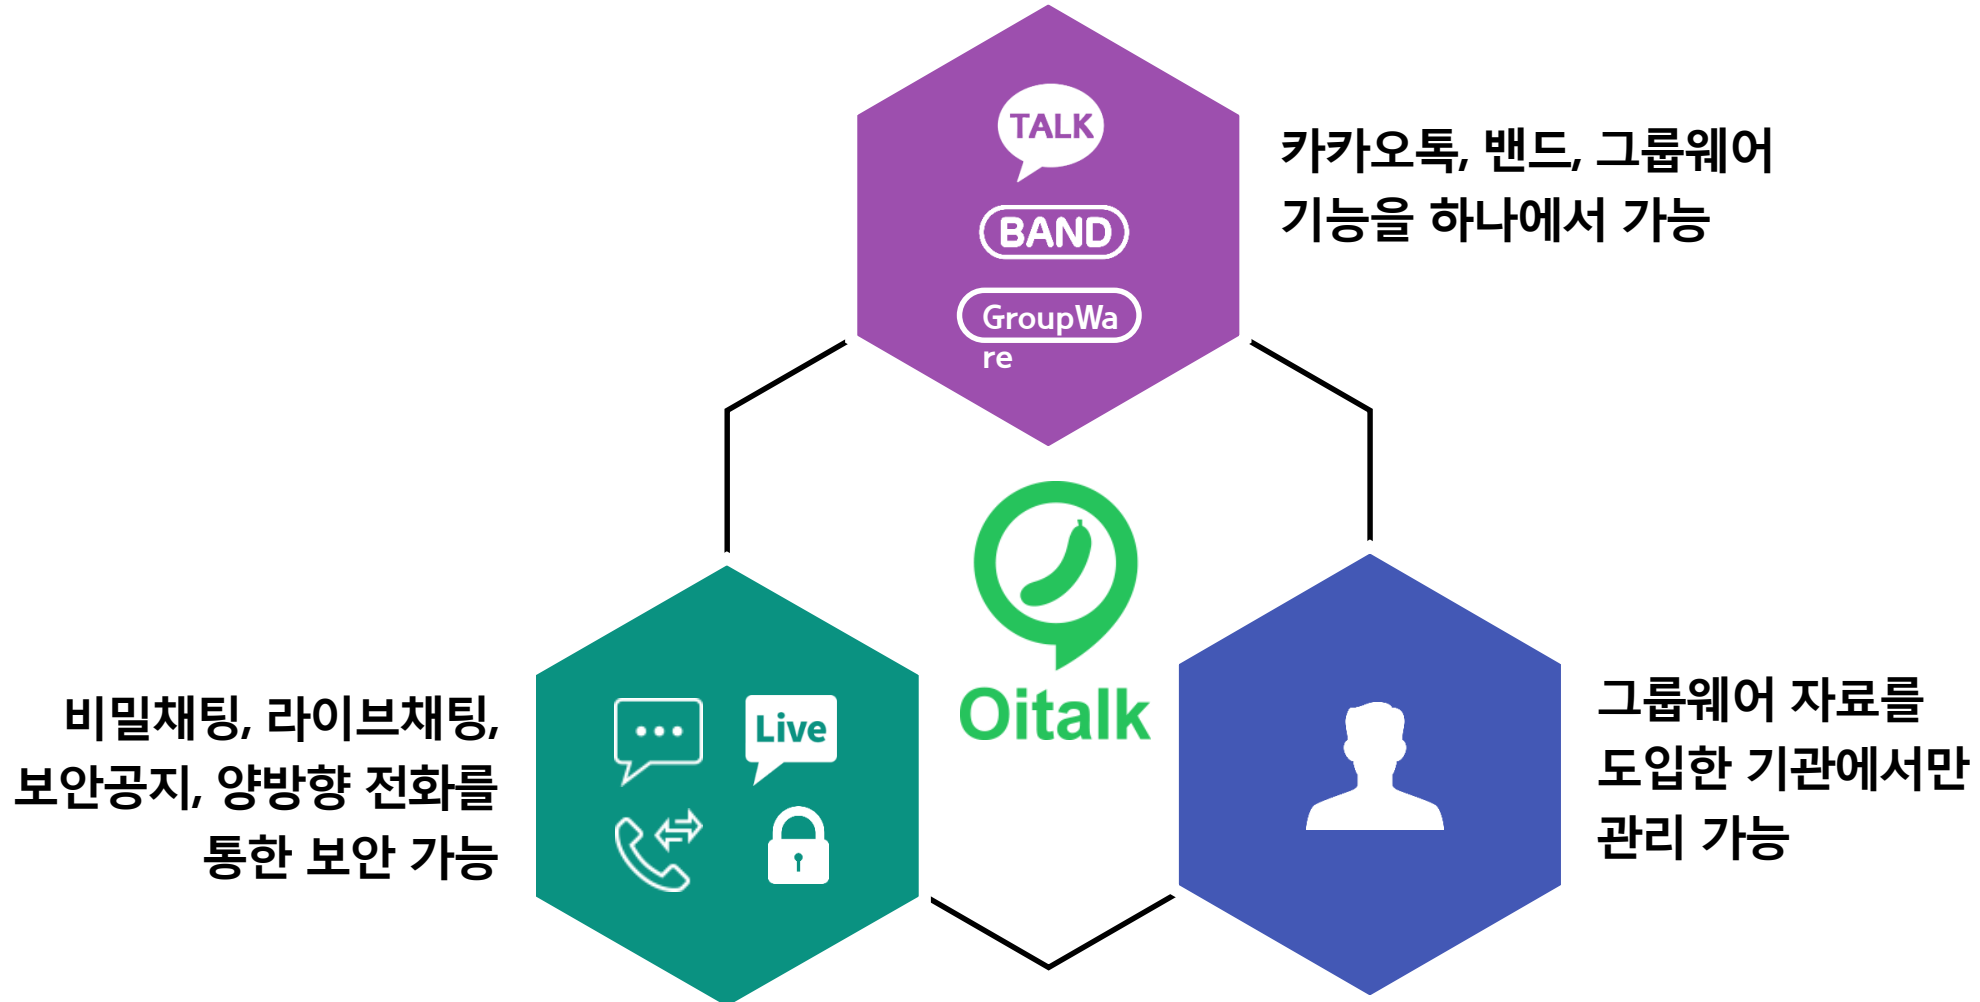 TALK
BAND
GroupWa
re
카카오톡, 밴드, 그룹웨어
기능을 하나에서 가능
Oitalk
비밀채팅, 라이브채팅,
보안공지, 양방향 전화를
통한 보안 가능
Live
그룹웨어 자료를
도입한 기관에서만
관리 가능